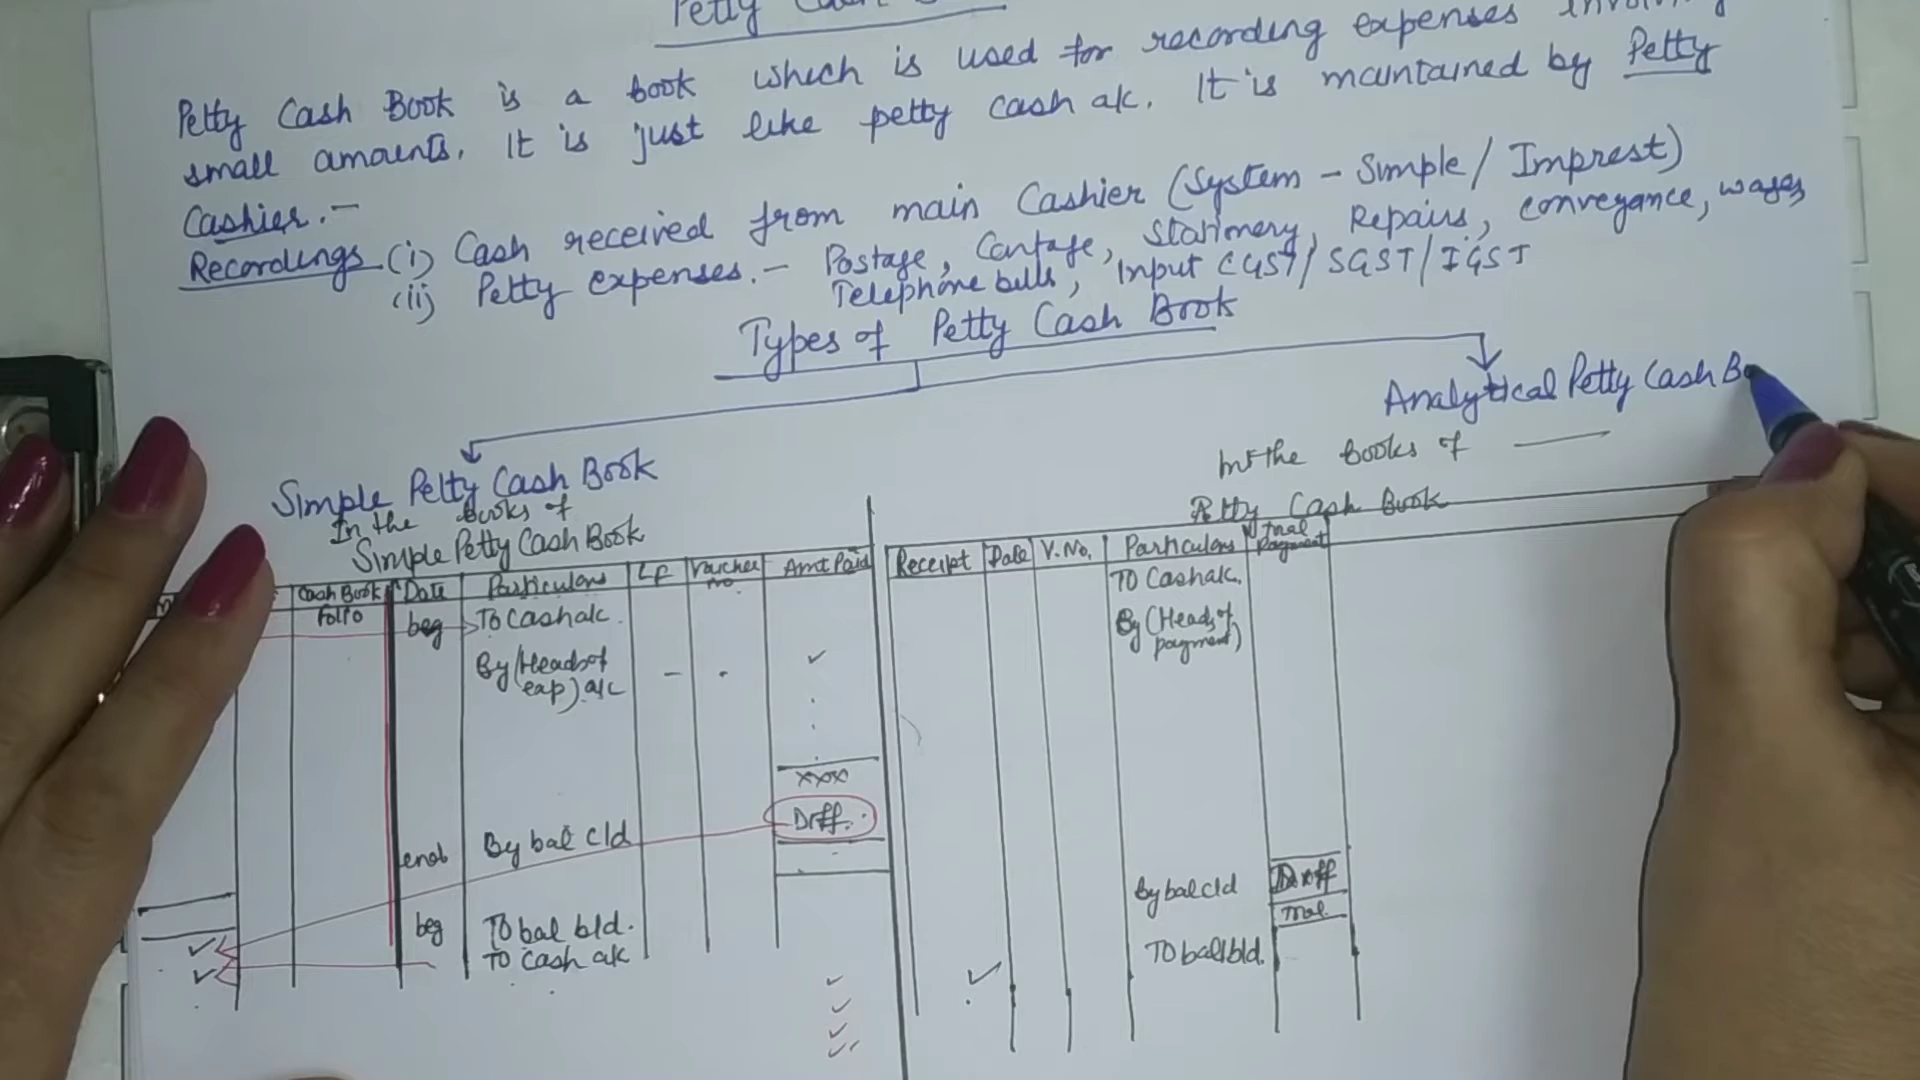 Petty Cash
Petty Cash Book is a book which is used for recording expenses involving
small amounts. It is just like petty cash a/c. It is maintained by Petty
Cashier.-
Recordings (i) Cash received from main Cashier (System - Simple/Imprest)
(ii) Petty expenses.- Postage, Cartage, Stationery, Repairs, conveyance, wages,
Telephone bills, Input CGST/SGST/IGST
Types of Petty Cash Book
Simple Petty Cash Book
Analytical Petty Cash Bo
In the books of
Simple Petty Cash Book
Cash Book Folio Date Particulars LF Voucher no Amt Paid
beg To Cash a/c.
By (Heads of exp) a/c
xxx
Diff.
end By bal c/d
beg To bal b/d.
To cash a/c
In the books of
Petty Cash Book
Receipt Date V.No. Particulars Total Payment
To Cash a/c.
By (Heads of payment)
By bal c/d Diff
Total
To bal b/d.